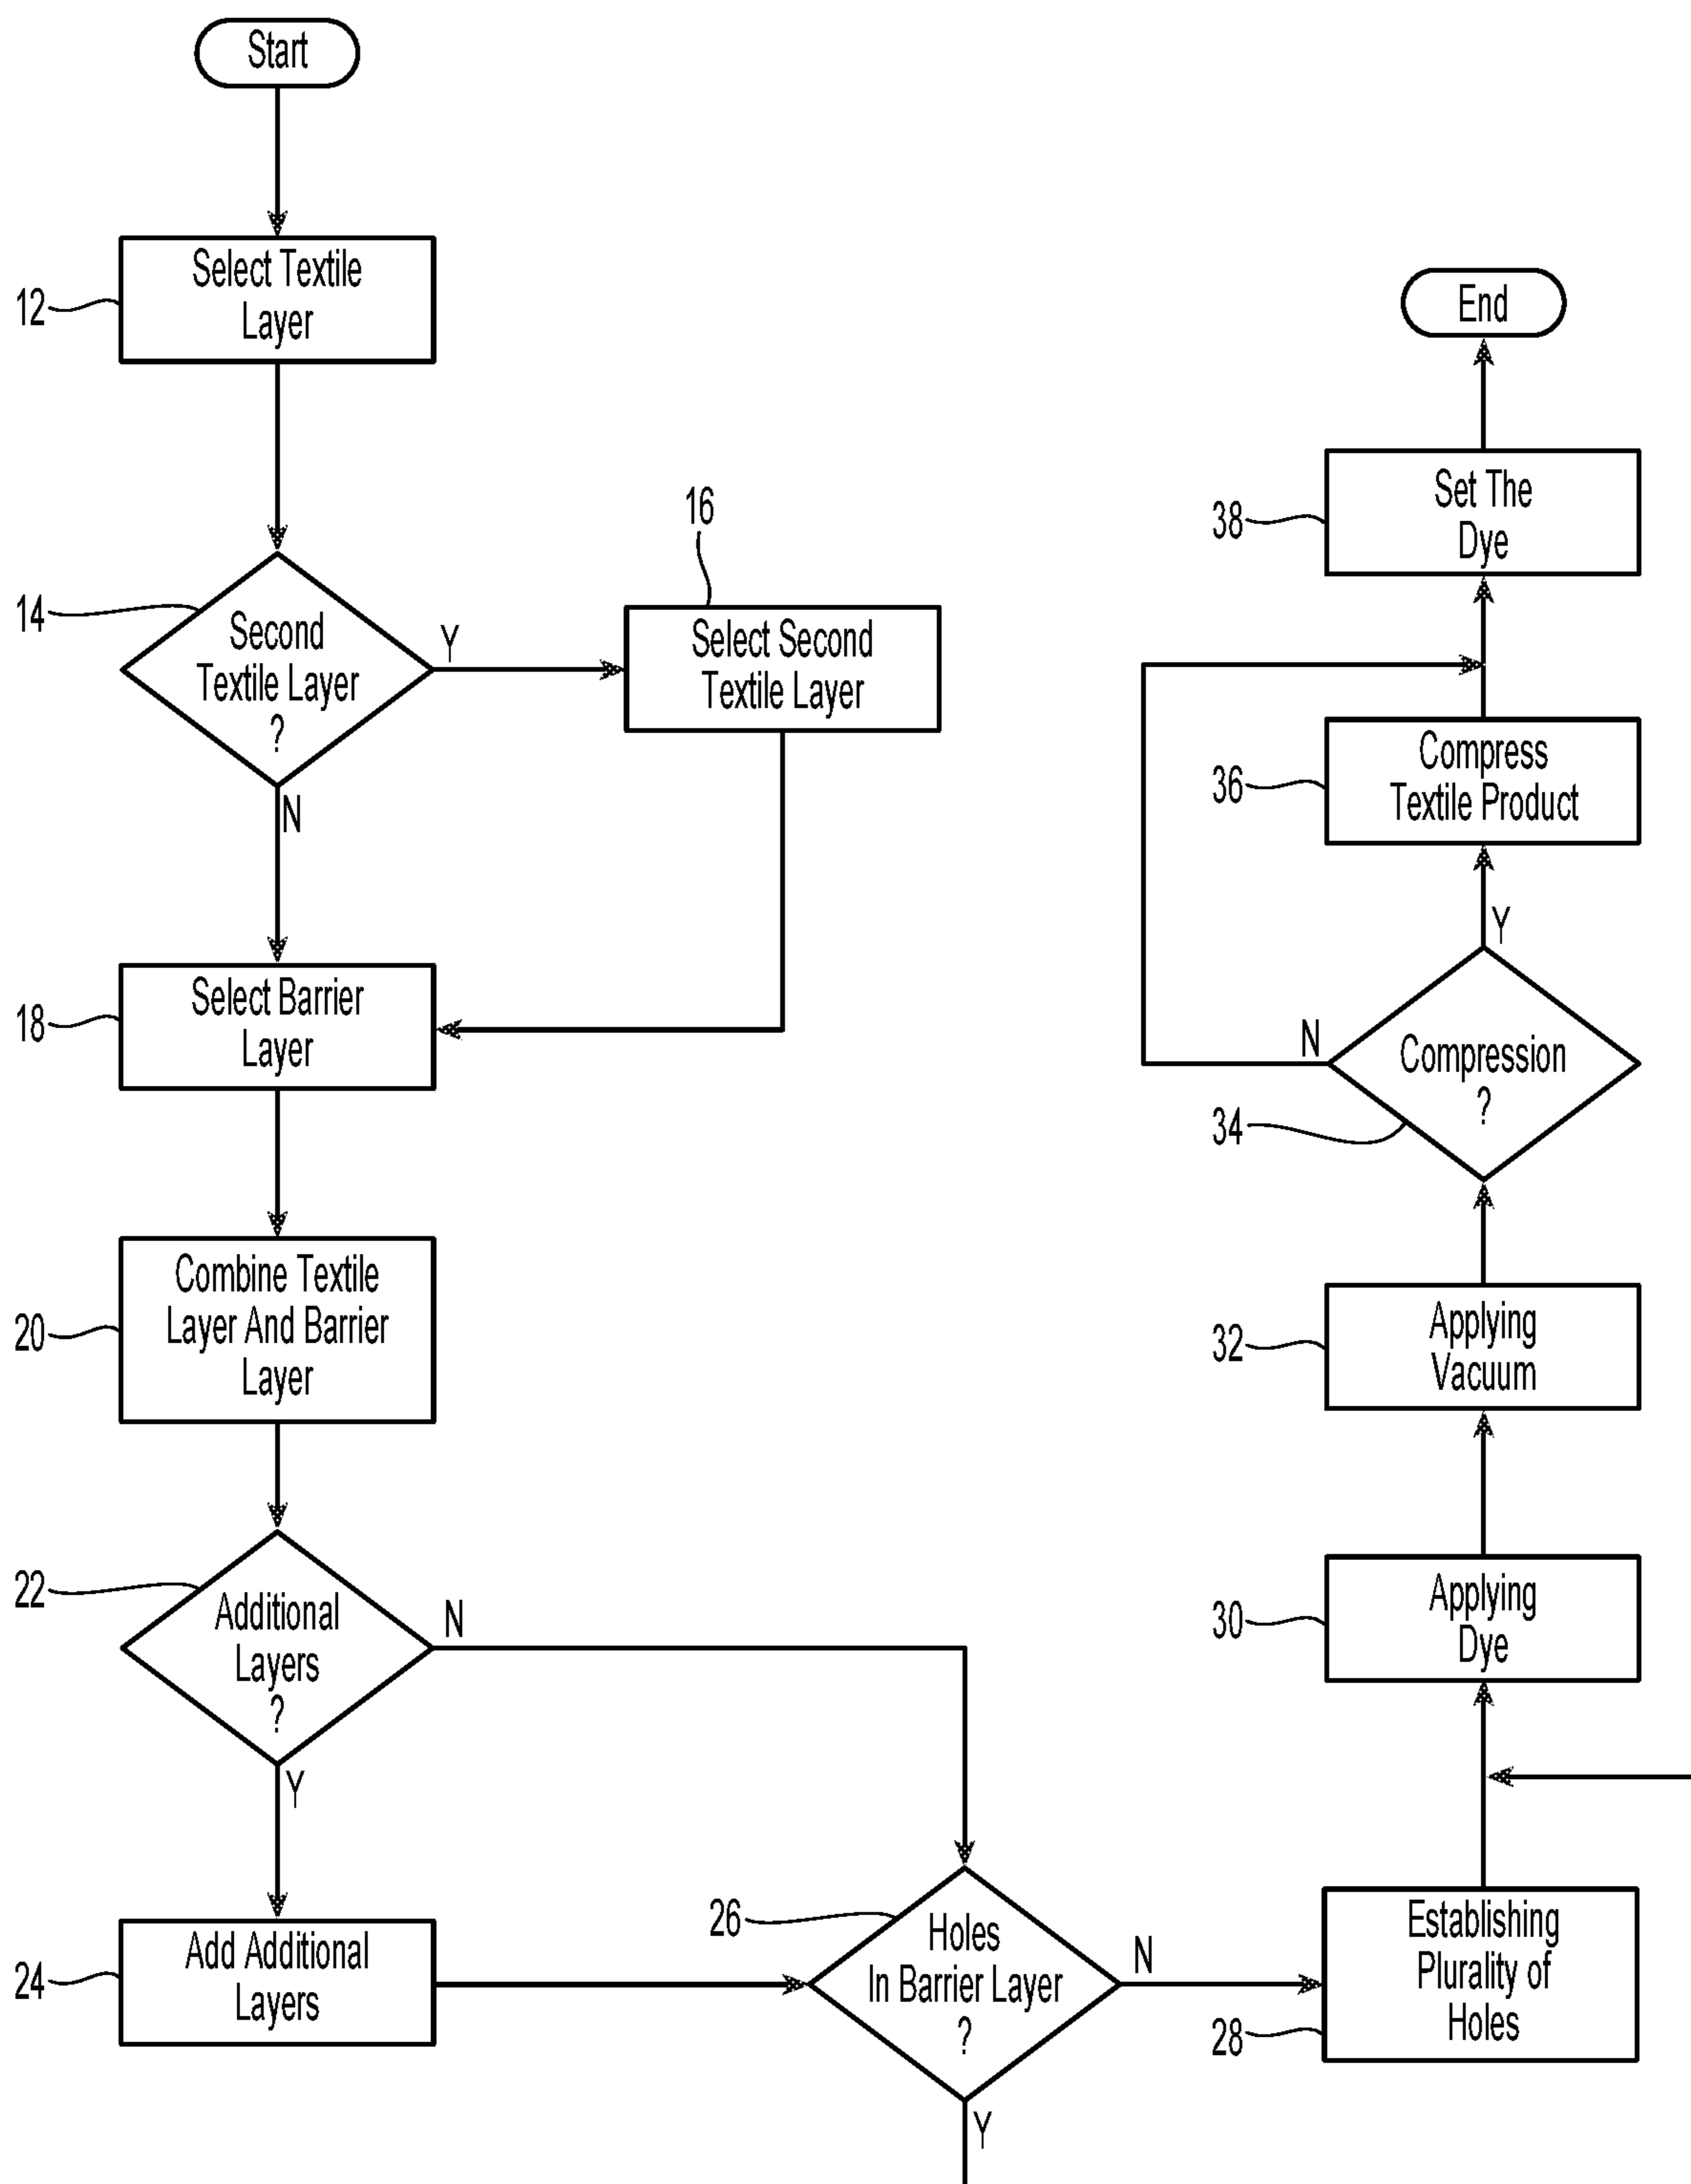 Start
12
Select Textile
Layer
14
Second
Textile Layer
?
Y
N
16
Select Second
Textile Layer
18
Select Barrier
Layer
20
Combine Textile
Layer And Barrier
Layer
22
Additional
Layers
?
N
Y
24
Add Additional
Layers
26
Holes
In Barrier Layer
?
N
Y
28
Establishing
Plurality of
Holes
30
Applying
Dye
32
Applying
Vacuum
34
Compression
?
N
Y
36
Compress
Textile Product
38
Set The
Dye
End